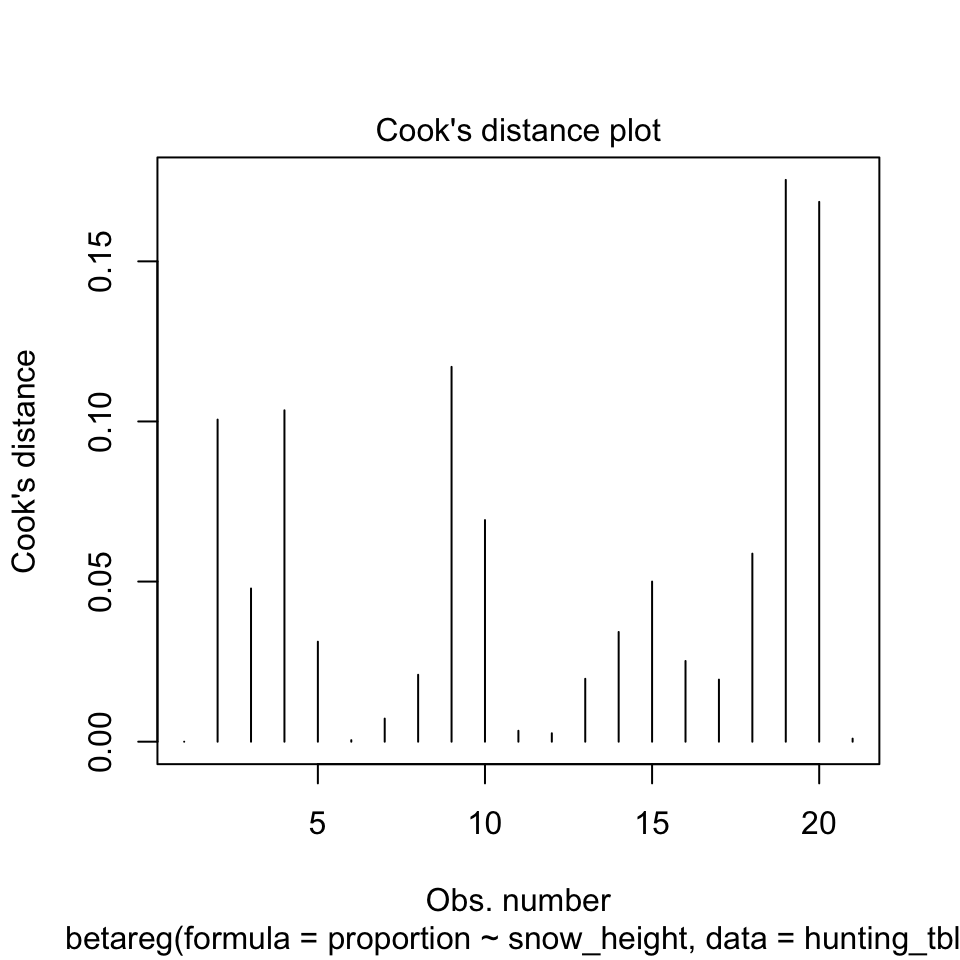 Cook's distance plot
Cook's distance
0.15
0.10
0.05
0.00
5 10 15 20
Obs. number
betareg(formula = proportion ~ snow_height, data = hunting_tbl